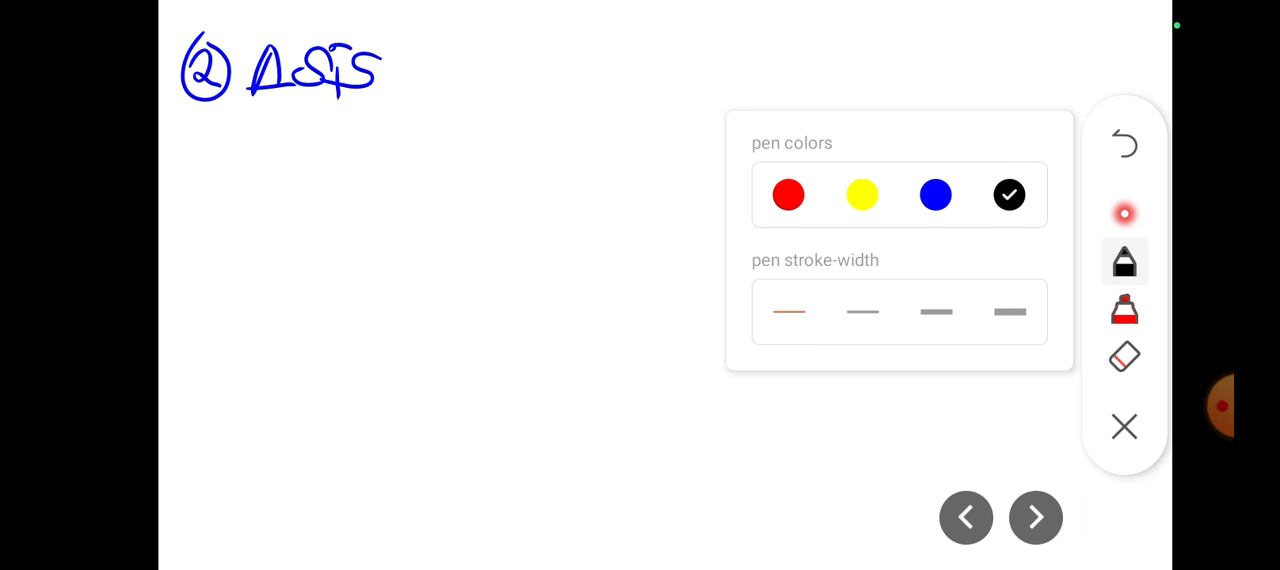 ② ASIS
pen colors
pen stroke-width